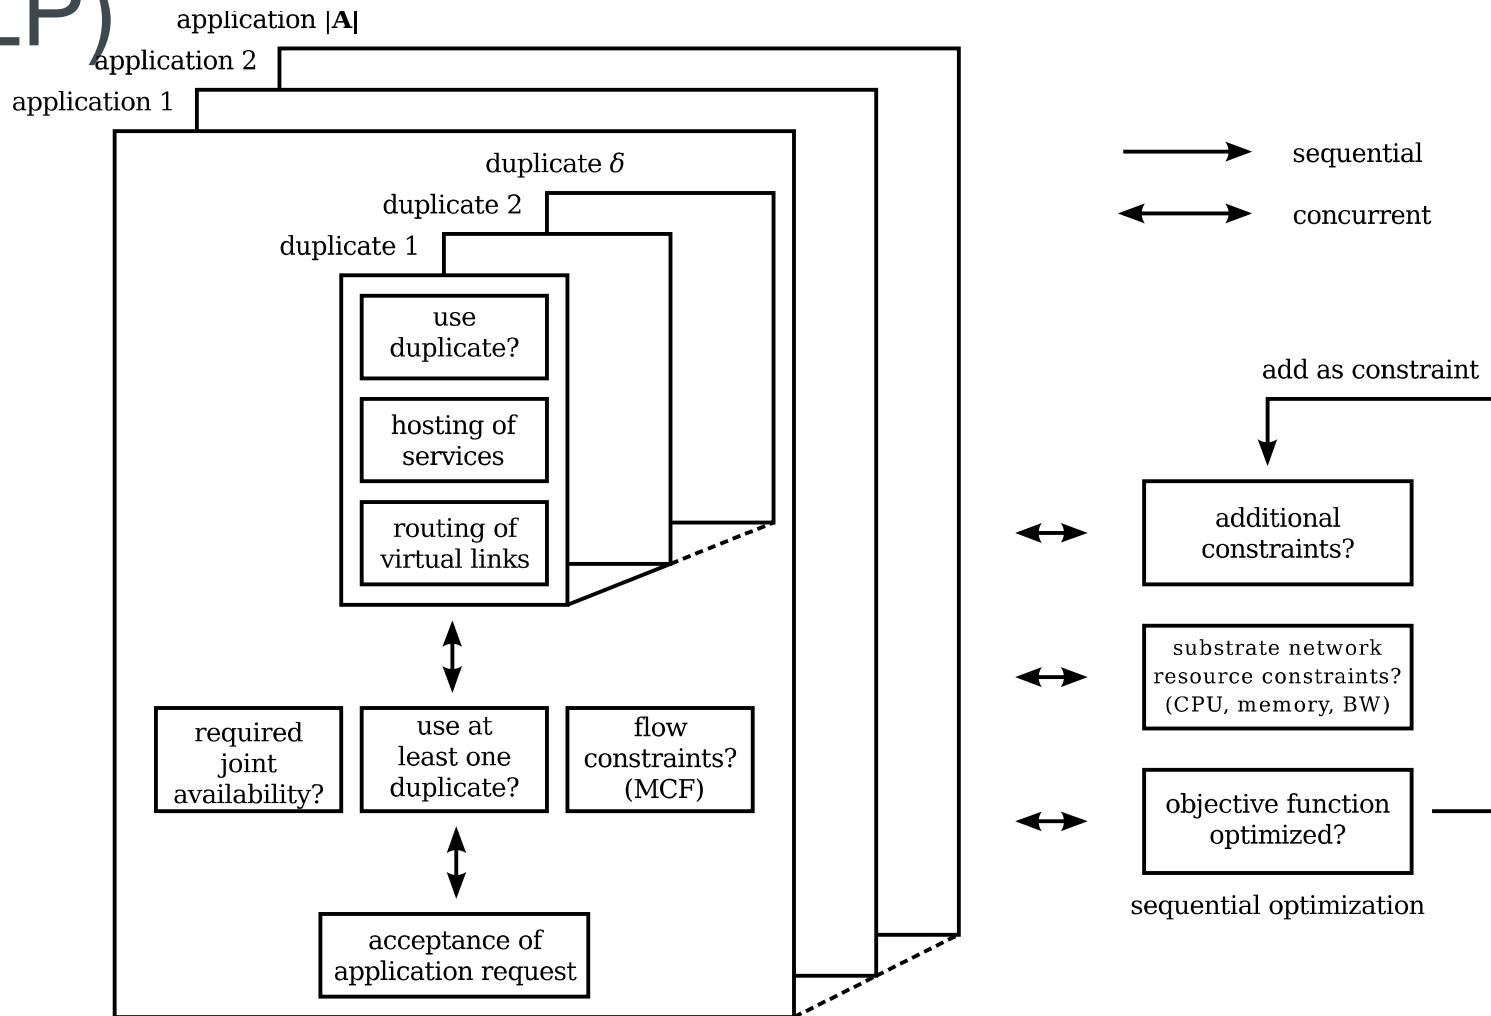 LP)
application |A|
application 2
application 1
duplicate δ
duplicate 2
duplicate 1
use
duplicate?
hosting of
services
routing of
virtual links
required
joint
availability?
use at
least one
duplicate?
flow
constraints?
(MCF)
acceptance of
application request
sequential
concurrent
add as constraint
additional
constraints?
substrate network
resource constraints?
(CPU, memory, BW)
objective function
optimized?
sequential optimization